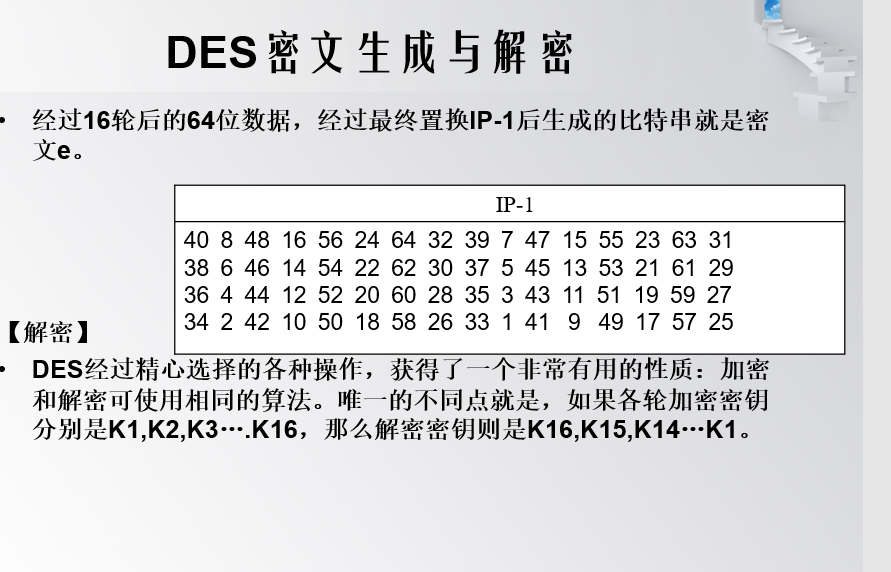 DES密文生成与解密
• 经过16轮后的64位数据，经过最终置换IP-1后生成的比特串就是密
文e。
IP-1
40 8 48 16 56 24 64 32 39 7 47 15 55 23 63 31
38 6 46 14 54 22 62 30 37 5 45 13 53 21 61 29
36 4 44 12 52 20 60 28 35 3 43 11 51 19 59 27
34 2 42 10 50 18 58 26 33 1 41 9 49 17 57 25
【解密】
• DES经过精心选择的各种操作，获得了一个非常有用的性质：加密
和解密可使用相同的算法。唯一的不同点就是，如果各轮加密密钥
分别是K1,K2,K3….K16，那么解密密钥则是K16,K15,K14…K1。